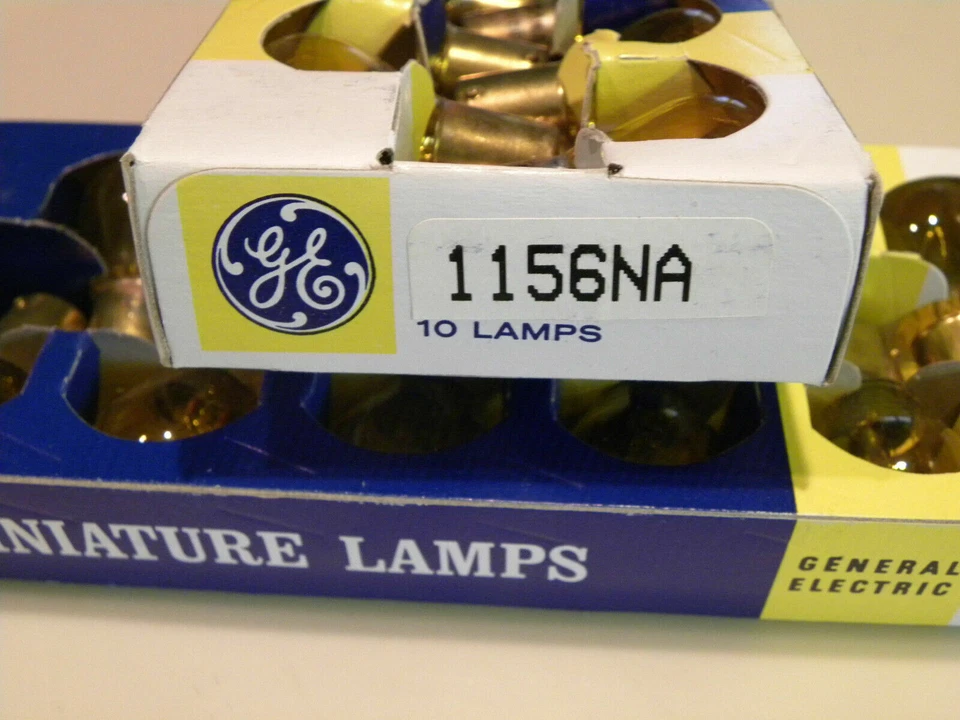 GE
1156NA
10 LAMPS
NIATURE LAMPS
GENERAL
ELECTRIC